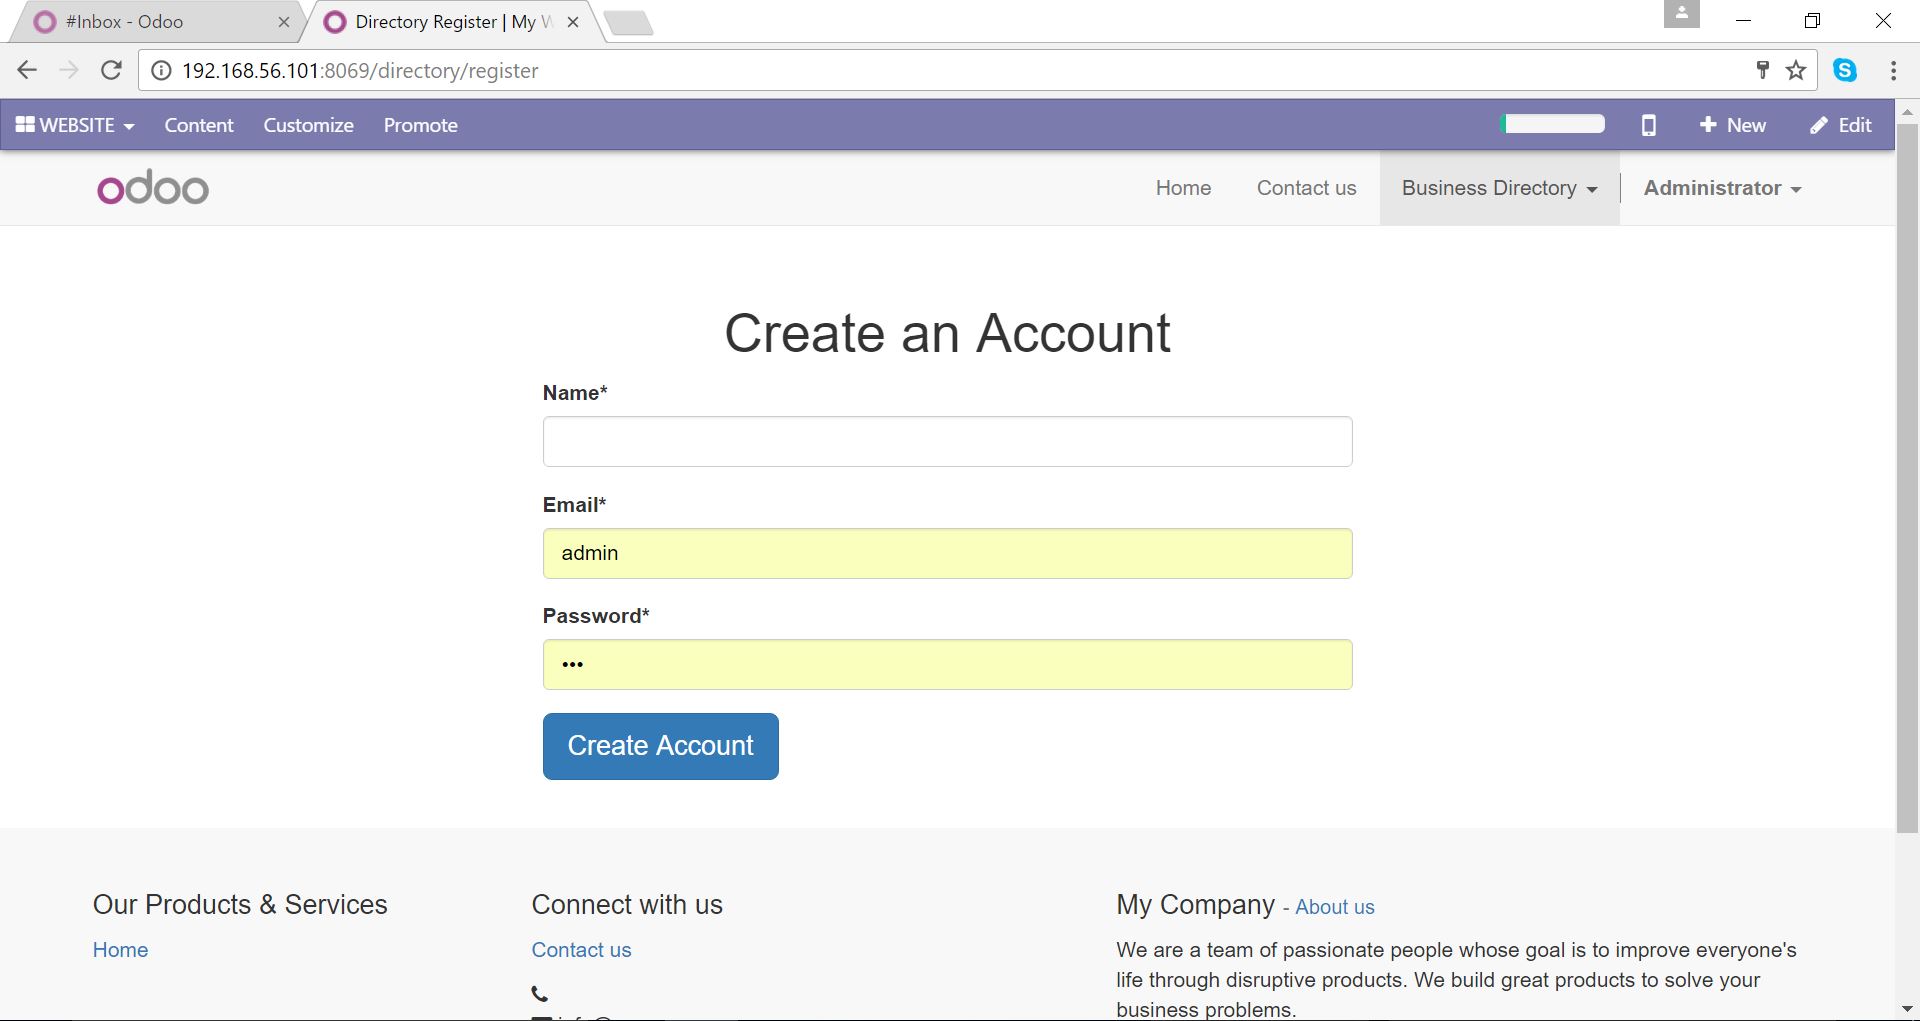 #Inbox - Odoo
Directory Register | My W
192.168.56.101:8069/directory/register
WEBSITE Content Customize Promote New Edit
odoo Home Contact us Business Directory Administrator
Create an Account
Name*
Email*
admin
Password*
•••
Create Account
Our Products & Services
Home
Connect with us
Contact us
My Company - About us
We are a team of passionate people whose goal is to improve everyone's
life through disruptive products. We build great products to solve your
business problems.